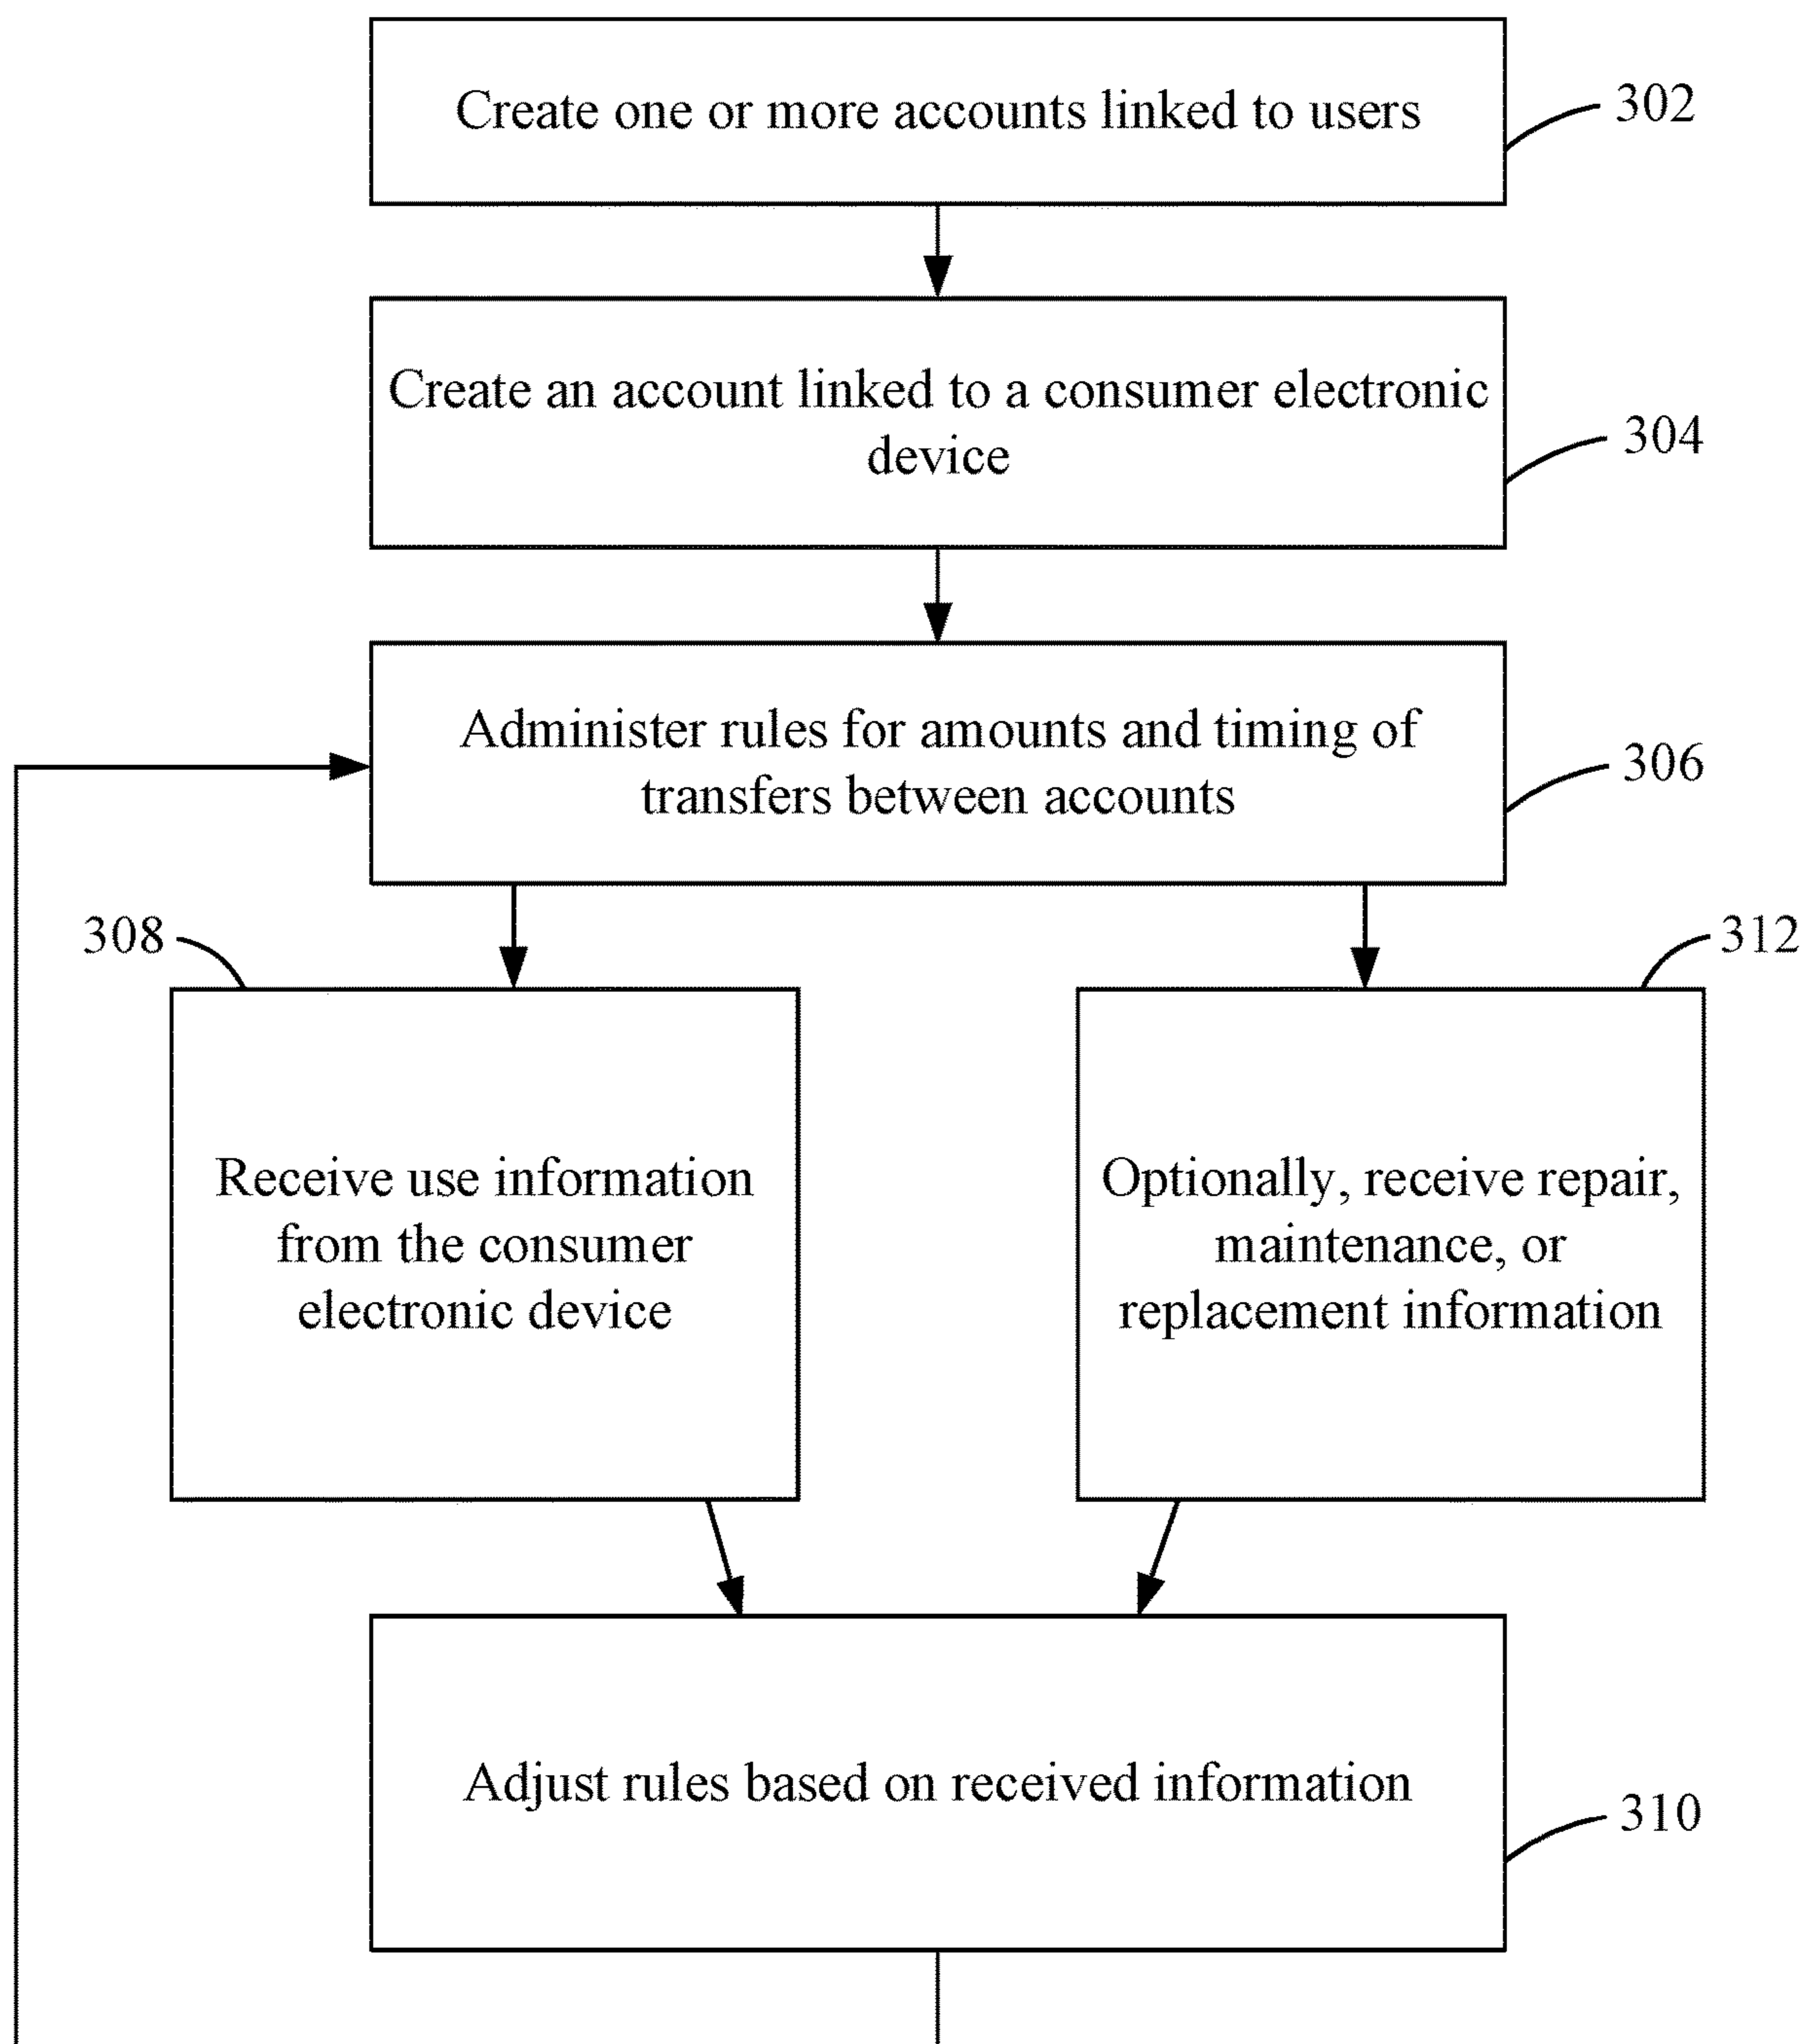 Create one or more accounts linked to users
302
Create an account linked to a consumer electronic
device
304
Administer rules for amounts and timing of
transfers between accounts
306
308
312
Receive use information
from the consumer
electronic device
Optionally, receive repair,
maintenance, or
replacement information
Adjust rules based on received information
310